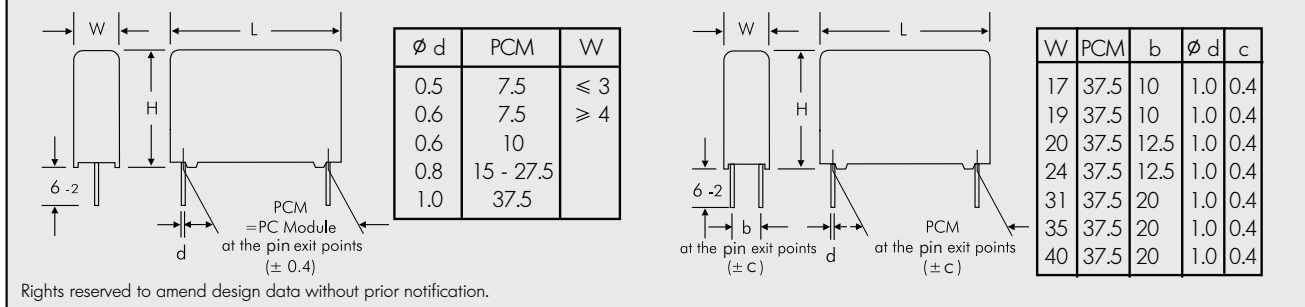 W
L
H
6 -2
d
PCM
=PC Module
at the pin exit points
(± 0.4)
Ø d PCM W
0.5 7.5 ≤ 3
0.6 7.5 ≥ 4
0.6 10
0.8 15 - 27.5
1.0 37.5
W
L
H
6 -2
b
at the pin exit points
(± c)
d
PCM
at the pin exit points
(± c)
W PCM b Ø d c
17 37.5 10 1.0 0.4
19 37.5 10 1.0 0.4
20 37.5 12.5 1.0 0.4
24 37.5 12.5 1.0 0.4
31 37.5 20 1.0 0.4
35 37.5 20 1.0 0.4
40 37.5 20 1.0 0.4
Rights reserved to amend design data without prior notification.